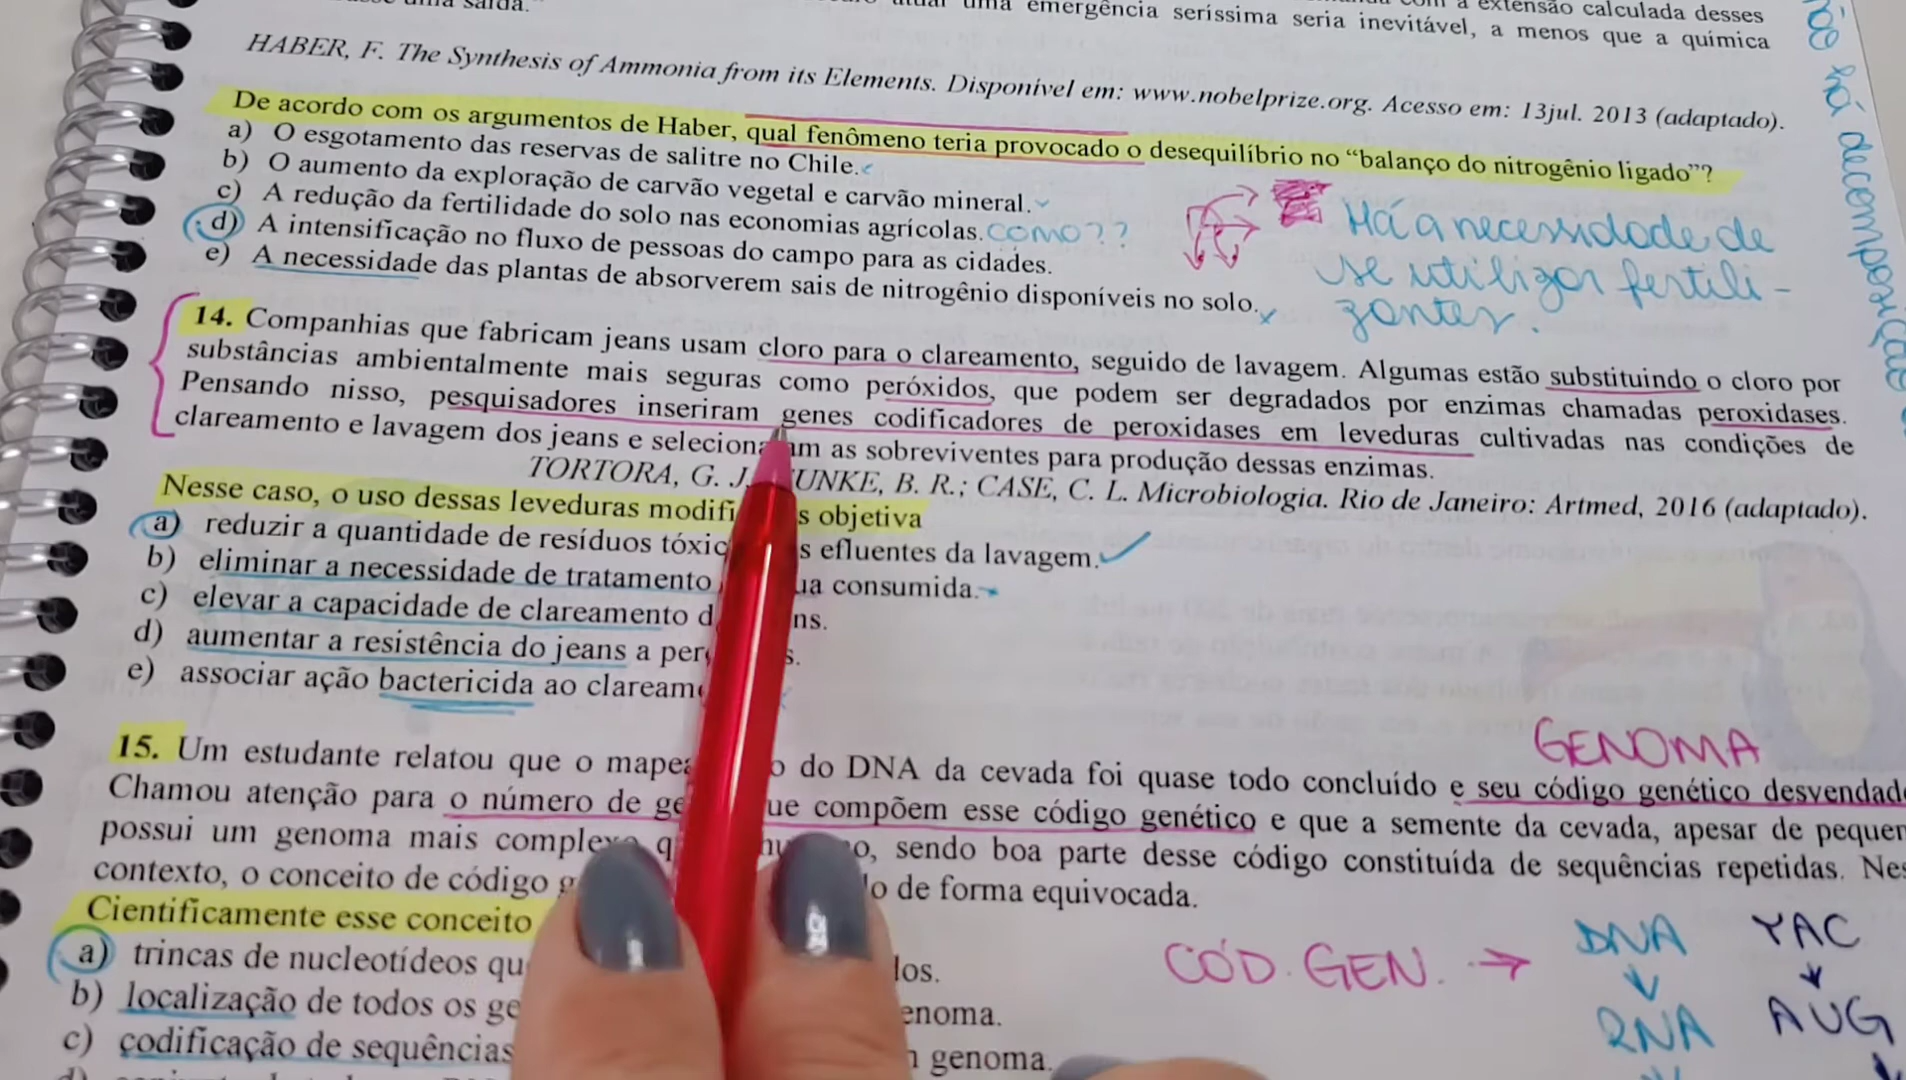 uma saída."
uma emergência seríssima seria inevitável, a menos que a química
a extensão calculada desses
HABER, F. The Synthesis of Ammonia from its Elements. Disponível em: www.nobelprize.org. Acesso em: 13jul. 2013 (adaptado).
De acordo com os argumentos de Haber, qual fenômeno teria provocado o desequilíbrio no “balanço do nitrogênio ligado”?
a) O esgotamento das reservas de salitre no Chile.
b) O aumento da exploração de carvão vegetal e carvão mineral.
c) A redução da fertilidade do solo nas economias agrícolas. COMO??
d) A intensificação no fluxo de pessoas do campo para as cidades.
e) A necessidade das plantas de absorverem sais de nitrogênio disponíveis no solo.
Há a necessidade de
se utilizar fertili-
zantes.
há decomposição
14. Companhias que fabricam jeans usam cloro para o clareamento, seguido de lavagem. Algumas estão substituindo o cloro por
substâncias ambientalmente mais seguras como peróxidos, que podem ser degradados por enzimas chamadas peroxidases.
Pensando nisso, pesquisadores inseriram genes codificadores de peroxidases em leveduras cultivadas nas condições de
clareamento e lavagem dos jeans e selecionaram as sobreviventes para produção dessas enzimas.
TORTORA, G. J. UNKE, B. R.; CASE, C. L. Microbiologia. Rio de Janeiro: Artmed, 2016 (adaptado).
Nesse caso, o uso dessas leveduras modifi s objetiva
a) reduzir a quantidade de resíduos tóxic s efluentes da lavagem.
b) eliminar a necessidade de tratamento ua consumida.
c) elevar a capacidade de clareamento d ns.
d) aumentar a resistência do jeans a per s.
e) associar ação bactericida ao claream
GENOMA
15. Um estudante relatou que o mapea o do DNA da cevada foi quase todo concluído e seu código genético desvendad
Chamou atenção para o número de ge ue compõem esse código genético e que a semente da cevada, apesar de pequen
possui um genoma mais complexo q hu o, sendo boa parte desse código constituída de sequências repetidas. Nes
contexto, o conceito de código g o de forma equivocada.
Cientificamente esse conceito
a) trincas de nucleotídeos qu los.
b) localização de todos os ge enoma.
c) codificação de sequências genoma.
CÓD. GEN. → DNA TAC
RNA AUG